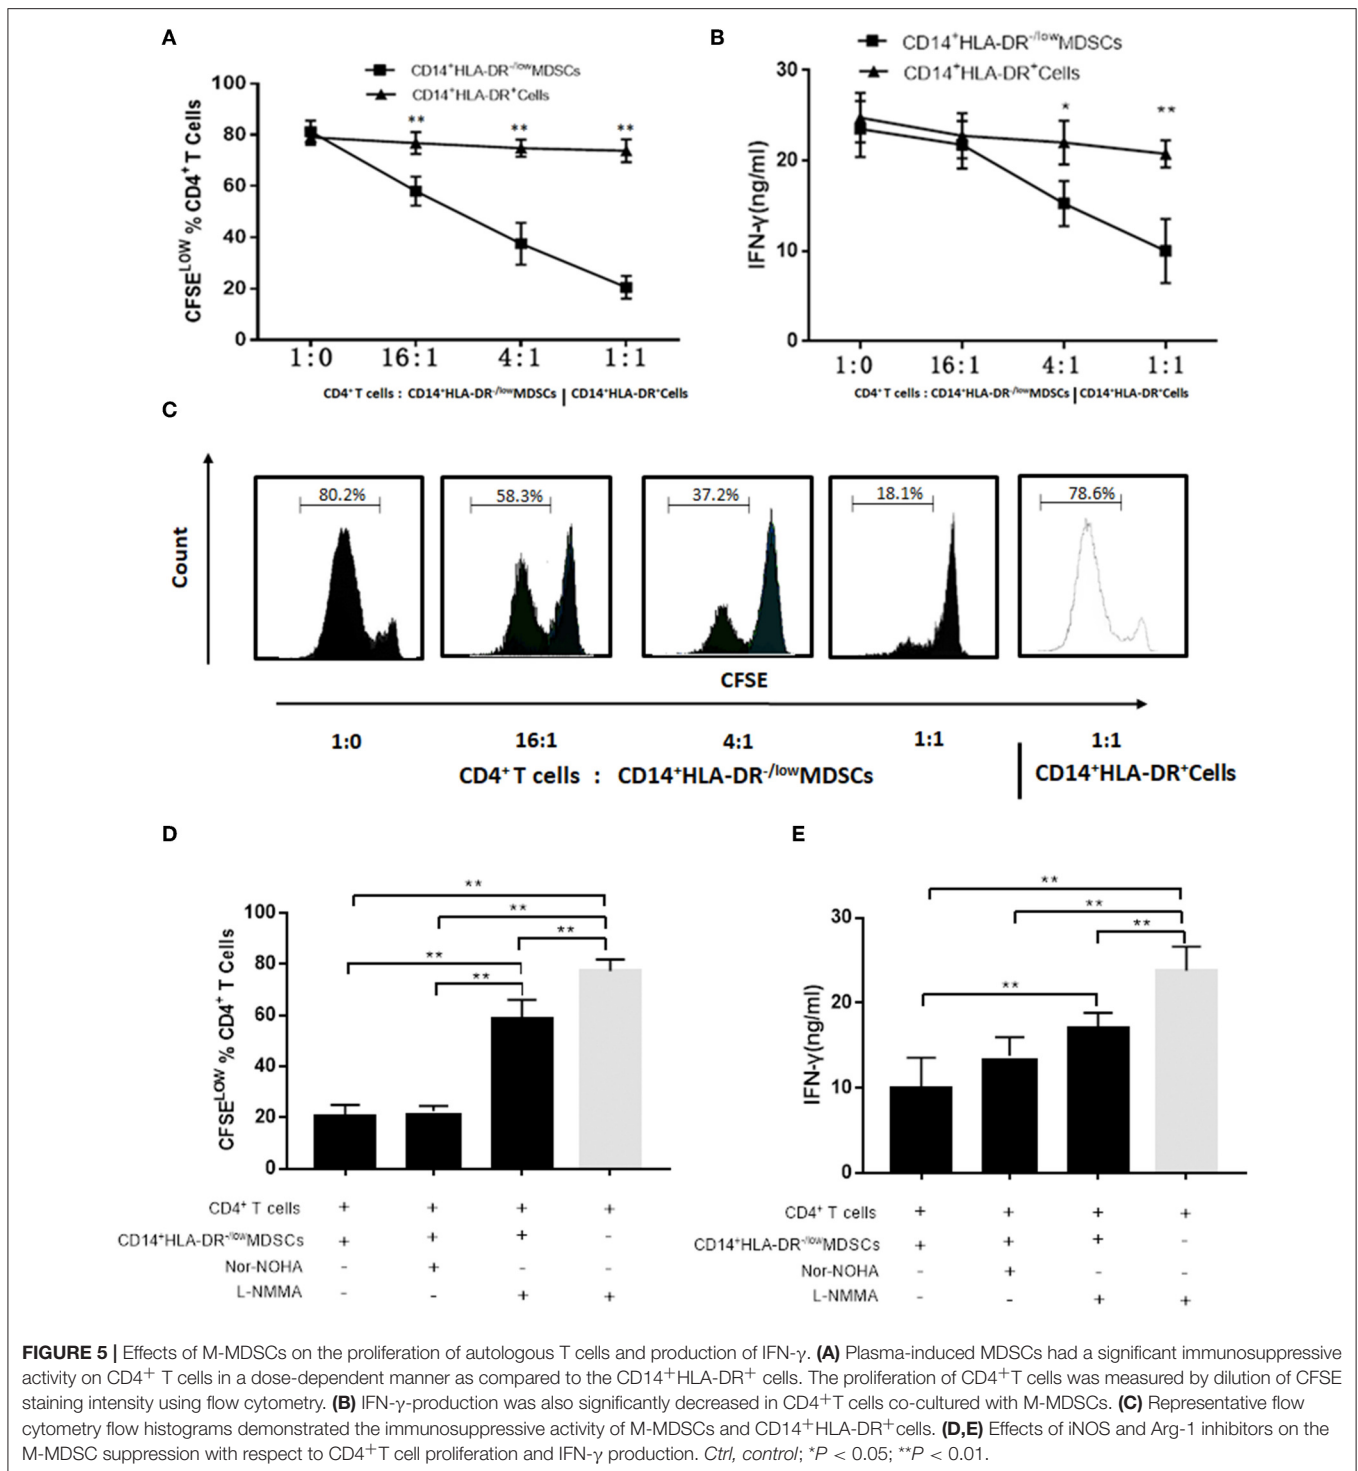 A
CD14⁺HLA-DR⁻/ˡᵒʷMDSCs
CD14⁺HLA-DR⁺Cells
CFSEᴸᴼᵂ % CD4⁺ T Cells
100
80
60
40
20
0
** ** **
1:0 16:1 4:1 1:1
CD4⁺ T cells : CD14⁺HLA-DR⁻/ˡᵒʷMDSCs | CD14⁺HLA-DR⁺Cells
B
CD14⁺HLA-DR⁻/ˡᵒʷMDSCs
CD14⁺HLA-DR⁺Cells
IFN-γ(ng/ml)
30
20
10
0
* **
1:0 16:1 4:1 1:1
CD4⁺ T cells : CD14⁺HLA-DR⁻/ˡᵒʷMDSCs | CD14⁺HLA-DR⁺Cells
C
Count
80.2% 58.3% 37.2% 18.1% 78.6%
CFSE
1:0 16:1 4:1 1:1 1:1
CD4⁺ T cells : CD14⁺HLA-DR⁻/ˡᵒʷMDSCs | CD14⁺HLA-DR⁺Cells
D
CFSEᴸᴼᵂ % CD4⁺ T Cells
100
80
60
40
20
0
**
**
**
**
**
CD4⁺ T cells + + + +
CD14⁺HLA-DR⁻/ˡᵒʷMDSCs + + + -
Nor-NOHA - + - -
L-NMMA - - + +
E
IFN-γ(ng/ml)
30
20
10
0
**
**
**
**
CD4⁺ T cells + + + +
CD14⁺HLA-DR⁻/ˡᵒʷMDSCs + + + -
Nor-NOHA - + - -
L-NMMA - - + +
FIGURE 5 | Effects of M-MDSCs on the proliferation of autologous T cells and production of IFN-γ. (A) Plasma-induced MDSCs had a significant immunosuppressive
activity on CD4+ T cells in a dose-dependent manner as compared to the CD14+HLA-DR+ cells. The proliferation of CD4+T cells was measured by dilution of CFSE
staining intensity using flow cytometry. (B) IFN-γ-production was also significantly decreased in CD4+T cells co-cultured with M-MDSCs. (C) Representative flow
cytometry flow histograms demonstrated the immunosuppressive activity of M-MDSCs and CD14+HLA-DR+cells. (D,E) Effects of iNOS and Arg-1 inhibitors on the
M-MDSC suppression with respect to CD4+T cell proliferation and IFN-γ production. Ctrl, control; *P < 0.05; **P < 0.01.